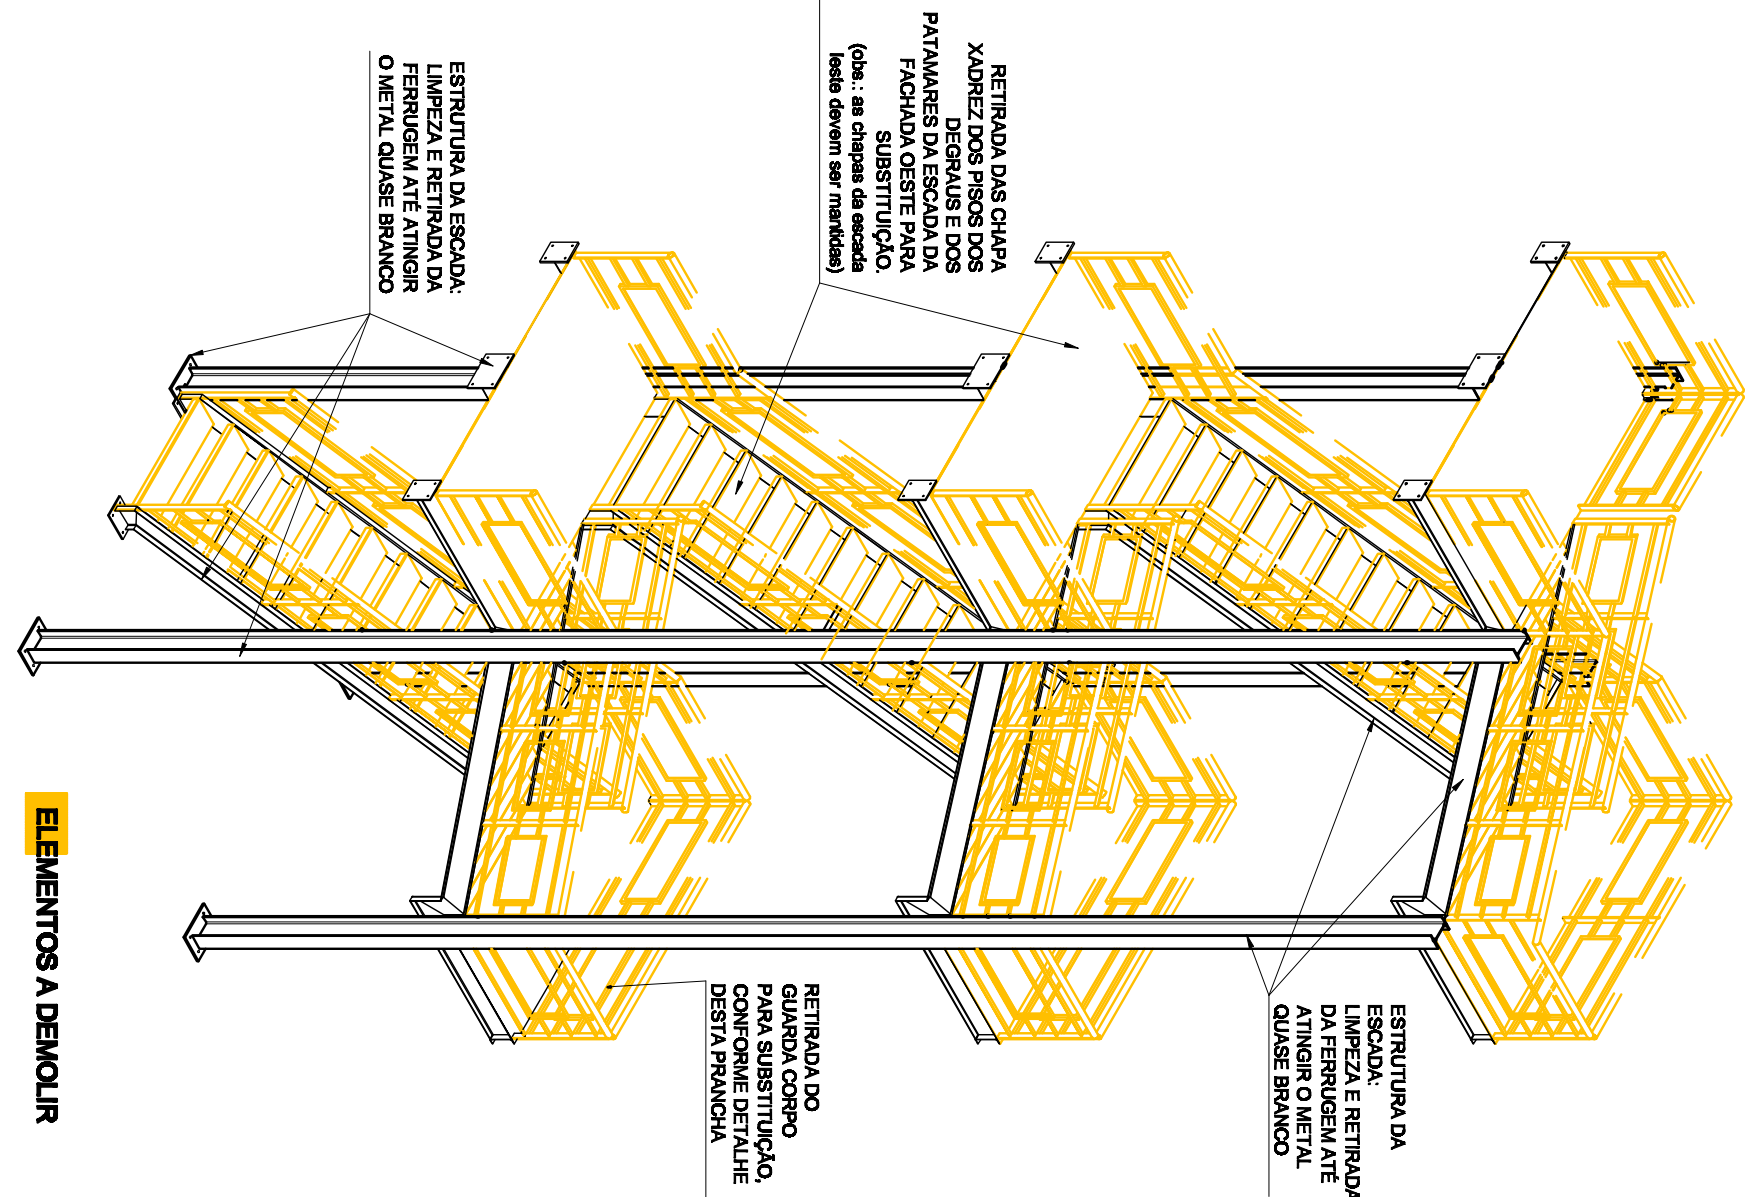 RETIRADA DAS CHAPA
XADREZ DOS PISOS DOS
DEGRAUS E DOS
PATAMARES DA ESCADA DA
FACHADA OESTE PARA
SUBSTITUIÇÃO.
(obs.: as chapas da escada
leste devem ser mantidas)
ESTRUTURA DA ESCADA:
LIMPEZA E RETIRADA DA
FERRUGEM ATÉ ATINGIR
O METAL QUASE BRANCO
ESTRUTURA DA
ESCADA:
LIMPEZA E RETIRADA
DA FERRUGEM ATÉ
ATINGIR O METAL
QUASE BRANCO
RETIRADA DO
GUARDA CORPO
PARA SUBSTITUIÇÃO,
CONFORME DETALHE
DESTA PRANCHA
ELEMENTOS A DEMOLIR